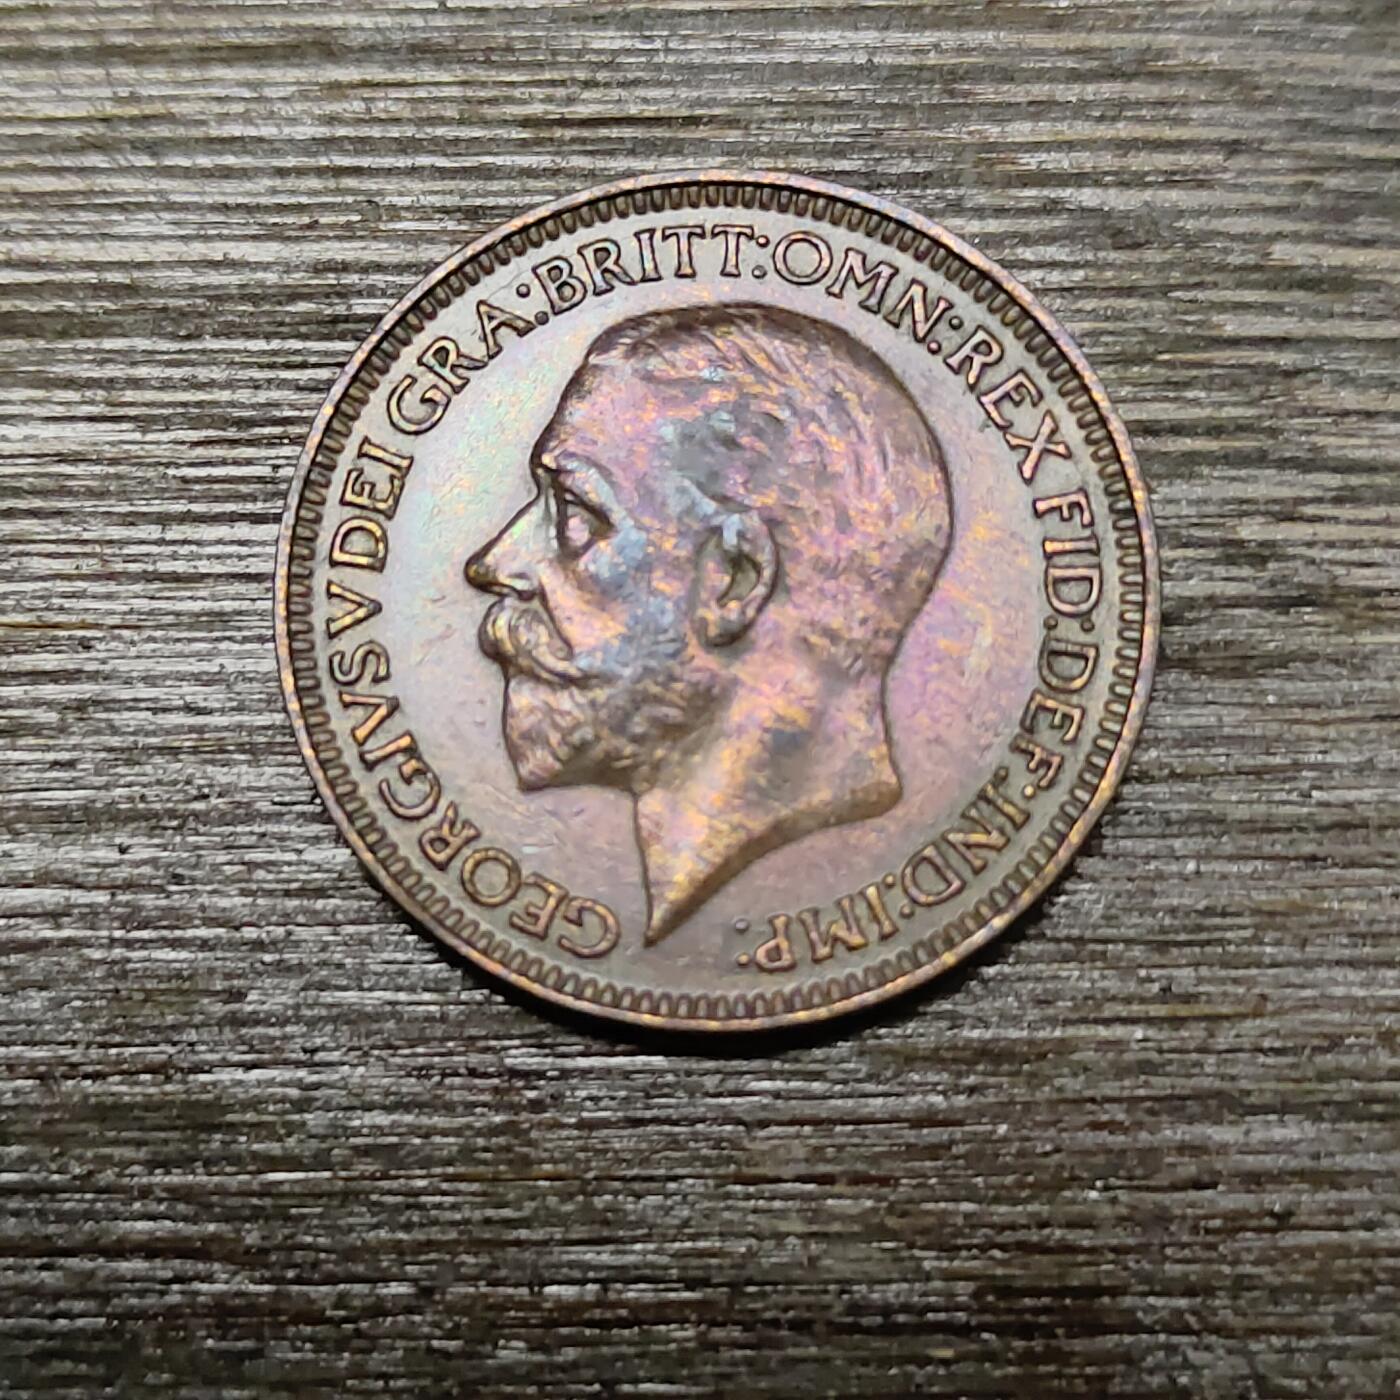 GEORGIVS V DEI GRA:BRITT:OMN:REX FID:DEF:IND:IMP: